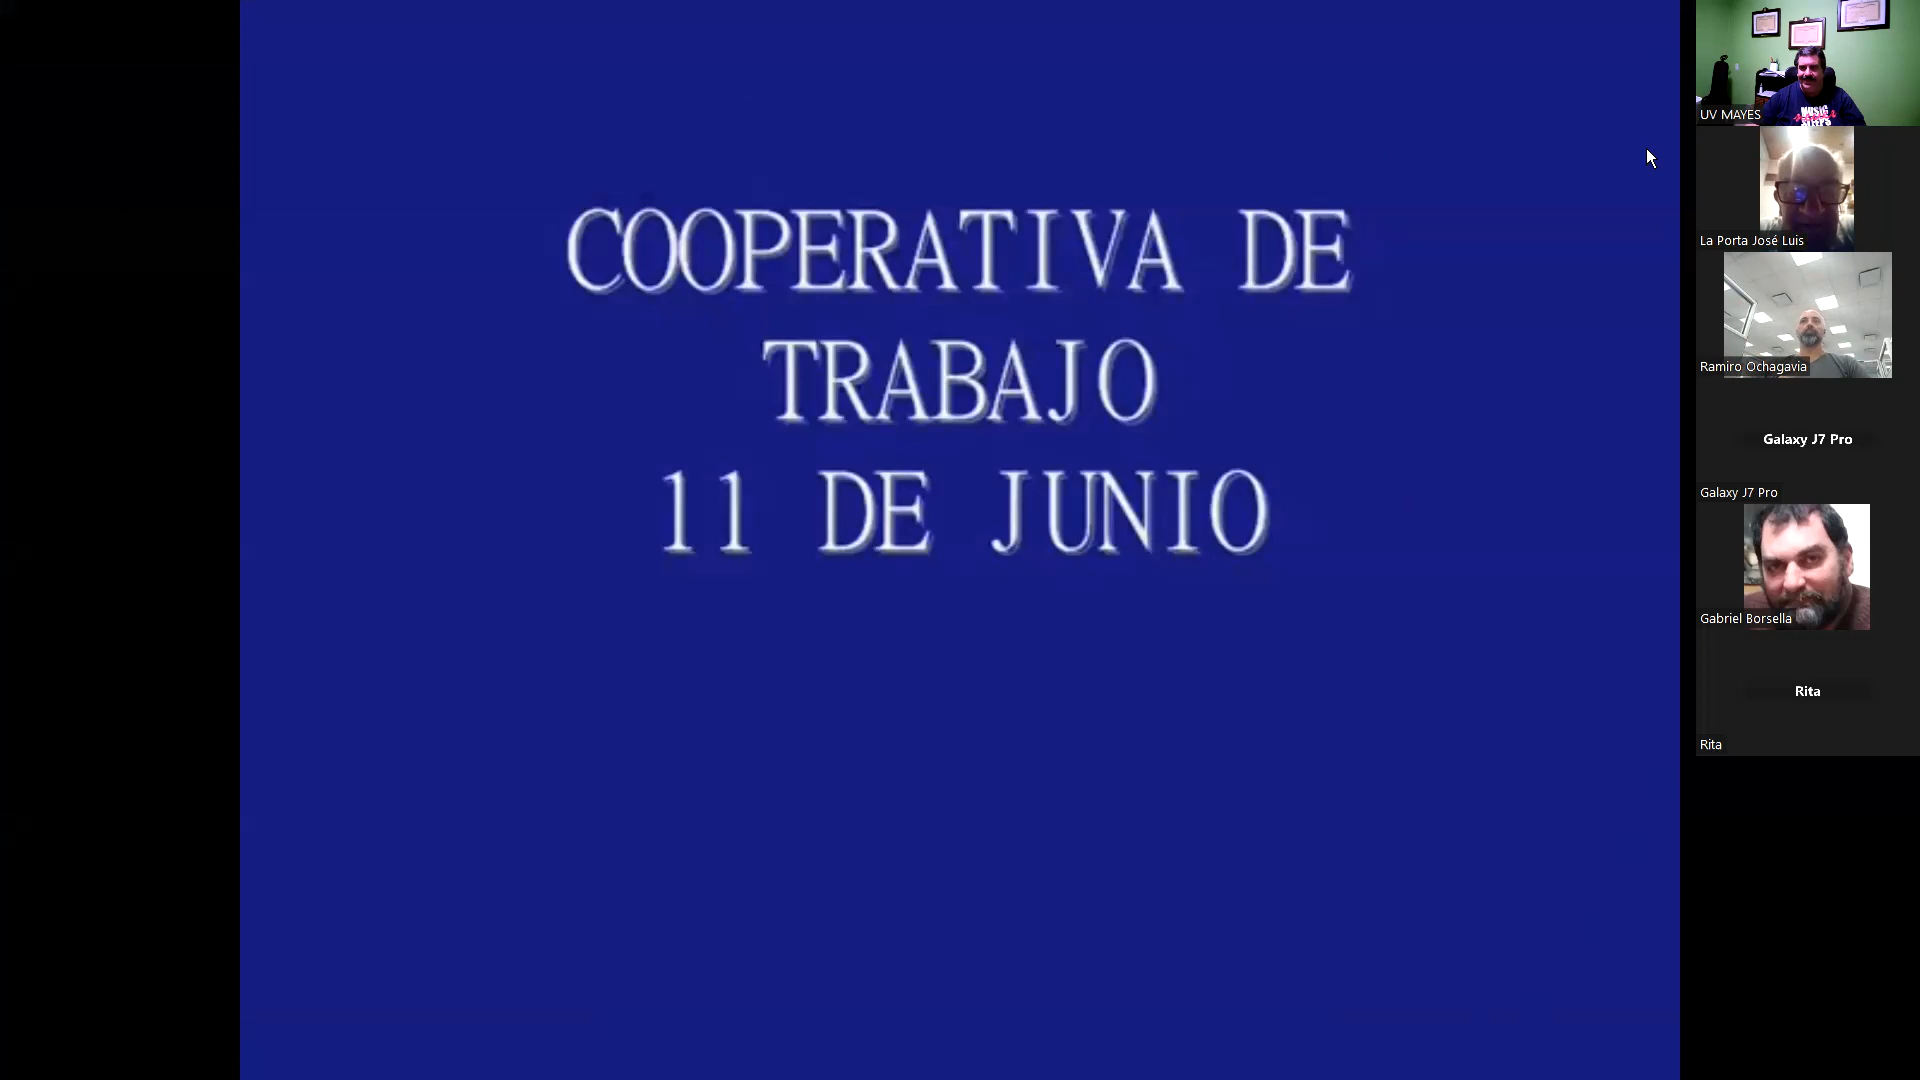 COOPERATIVA DE
TRABAJO
11 DE JUNIO
UV MAYES
La Porta José Luis
Ramiro Ochagavia
Galaxy J7 Pro
Galaxy J7 Pro
Gabriel Borsella
Rita
Rita
MUSIC